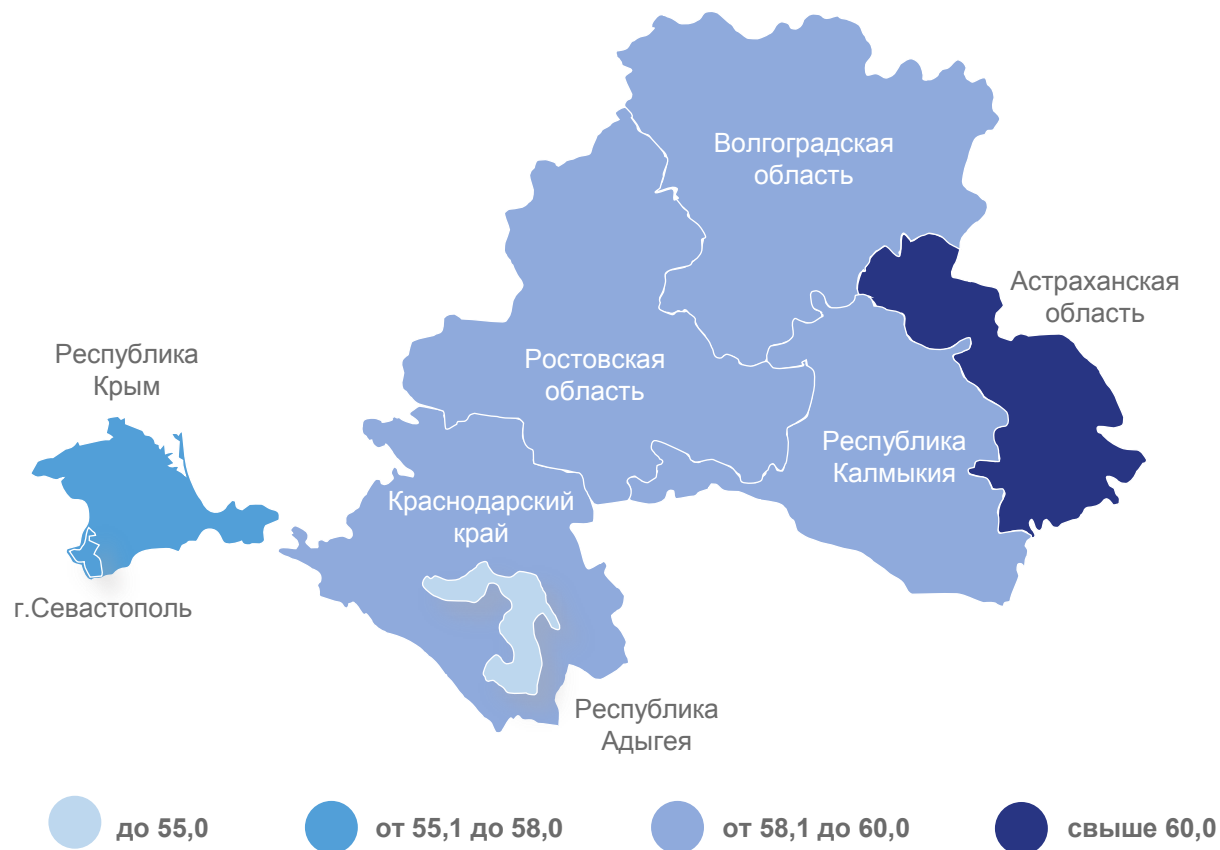 Волгоградская
область
Астраханская
область
Республика
Крым
Ростовская
область
Республика
Калмыкия
Краснодарский
край
г.Севастополь
Республика
Адыгея
до 55,0
от 55,1 до 58,0
от 58,1 до 60,0
свыше 60,0